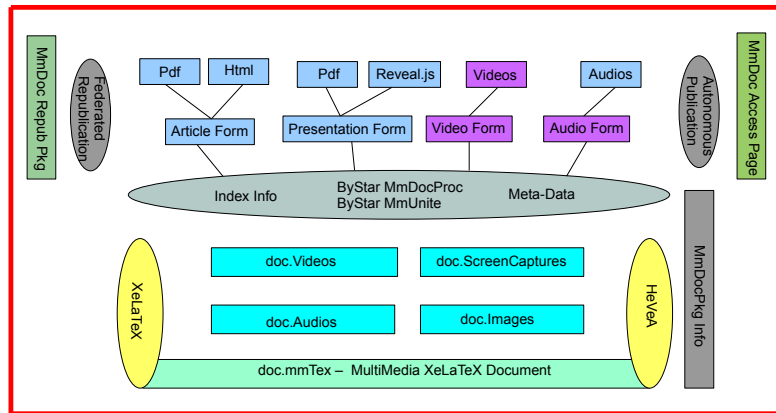 MmDoc Repub Pkg
Federated
Republication
Pdf
Html
Pdf
Reveal.js
Videos
Audios
Autonomous
Publication
MmDoc Access Page
Article Form
Presentation Form
Video Form
Audio Form
Index Info
ByStar MmDocProc
ByStar MmUnite
Meta-Data
XeLaTeX
doc.Videos
doc.ScreenCaptures
HeVeA
MmDocPkg Info
doc.Audios
doc.Images
doc.mmTex – MultiMedia XeLaTeX Document